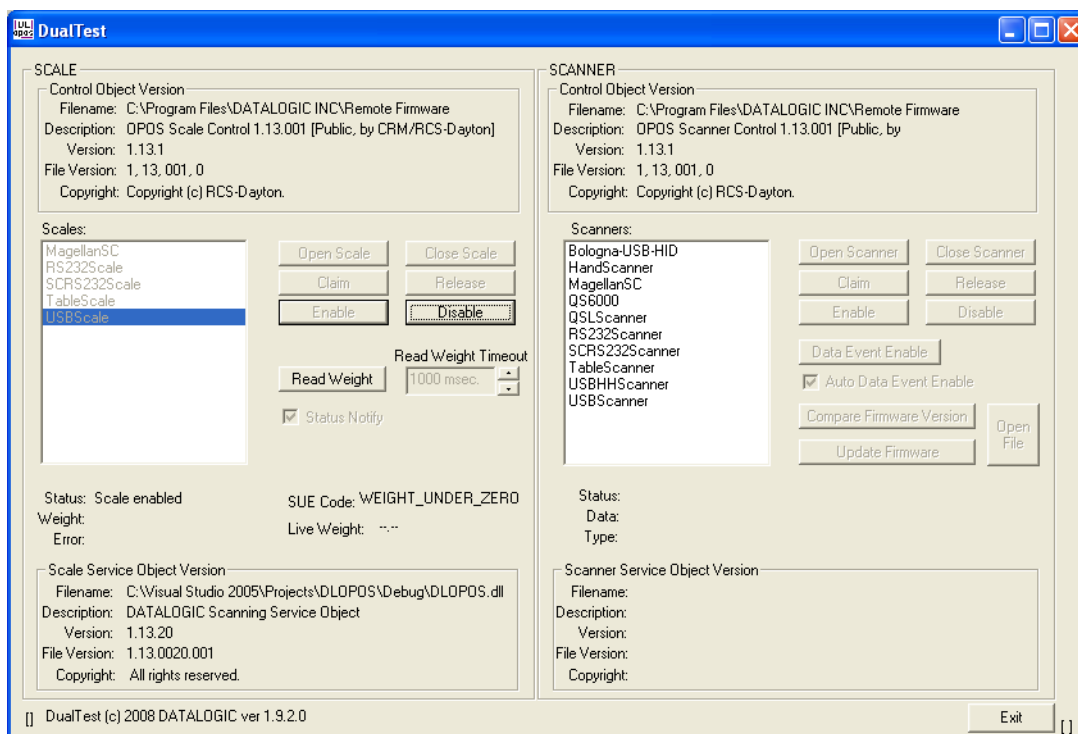 DualTest
SCALE
Control Object Version
Filename: C:\Program Files\DATALOGIC INC\Remote Firmware
Description: OPOS Scale Control 1.13.001 [Public, by CRM/RCS-Dayton]
Version: 1.13.1
File Version: 1, 13, 001, 0
Copyright: Copyright (c) RCS-Dayton.
Scales:
MagellanSC
RS232Scale
SCRS232Scale
TableScale
USBScale
Open Scale
Close Scale
Claim
Release
Enable
Disable
Read Weight Timeout
Read Weight
1000 msec.
Status Notify
Status: Scale enabled
Weight:
Error:
SUE Code: WEIGHT_UNDER_ZERO
Live Weight: --.--
Scale Service Object Version
Filename: C:\Visual Studio 2005\Projects\DLOPOS\Debug\DLOPOS.dll
Description: DATALOGIC Scanning Service Object
Version: 1.13.20
File Version: 1.13.0020.001
Copyright: All rights reserved.
SCANNER
Control Object Version
Filename: C:\Program Files\DATALOGIC INC\Remote Firmware
Description: OPOS Scanner Control 1.13.001 [Public, by
Version: 1.13.1
File Version: 1, 13, 001, 0
Copyright: Copyright (c) RCS-Dayton.
Scanners:
Bologna-USB-HID
HandScanner
MagellanSC
QS6000
QSLScanner
RS232Scanner
SCRS232Scanner
TableScanner
USBHHScanner
USBScanner
Open Scanner
Close Scanner
Claim
Release
Enable
Disable
Data Event Enable
Auto Data Event Enable
Compare Firmware Version
Update Firmware
Open File
Status:
Data:
Type:
Scanner Service Object Version
Filename:
Description:
Version:
File Version:
Copyright:
[] DualTest (c) 2008 DATALOGIC ver 1.9.2.0
Exit
[ ]